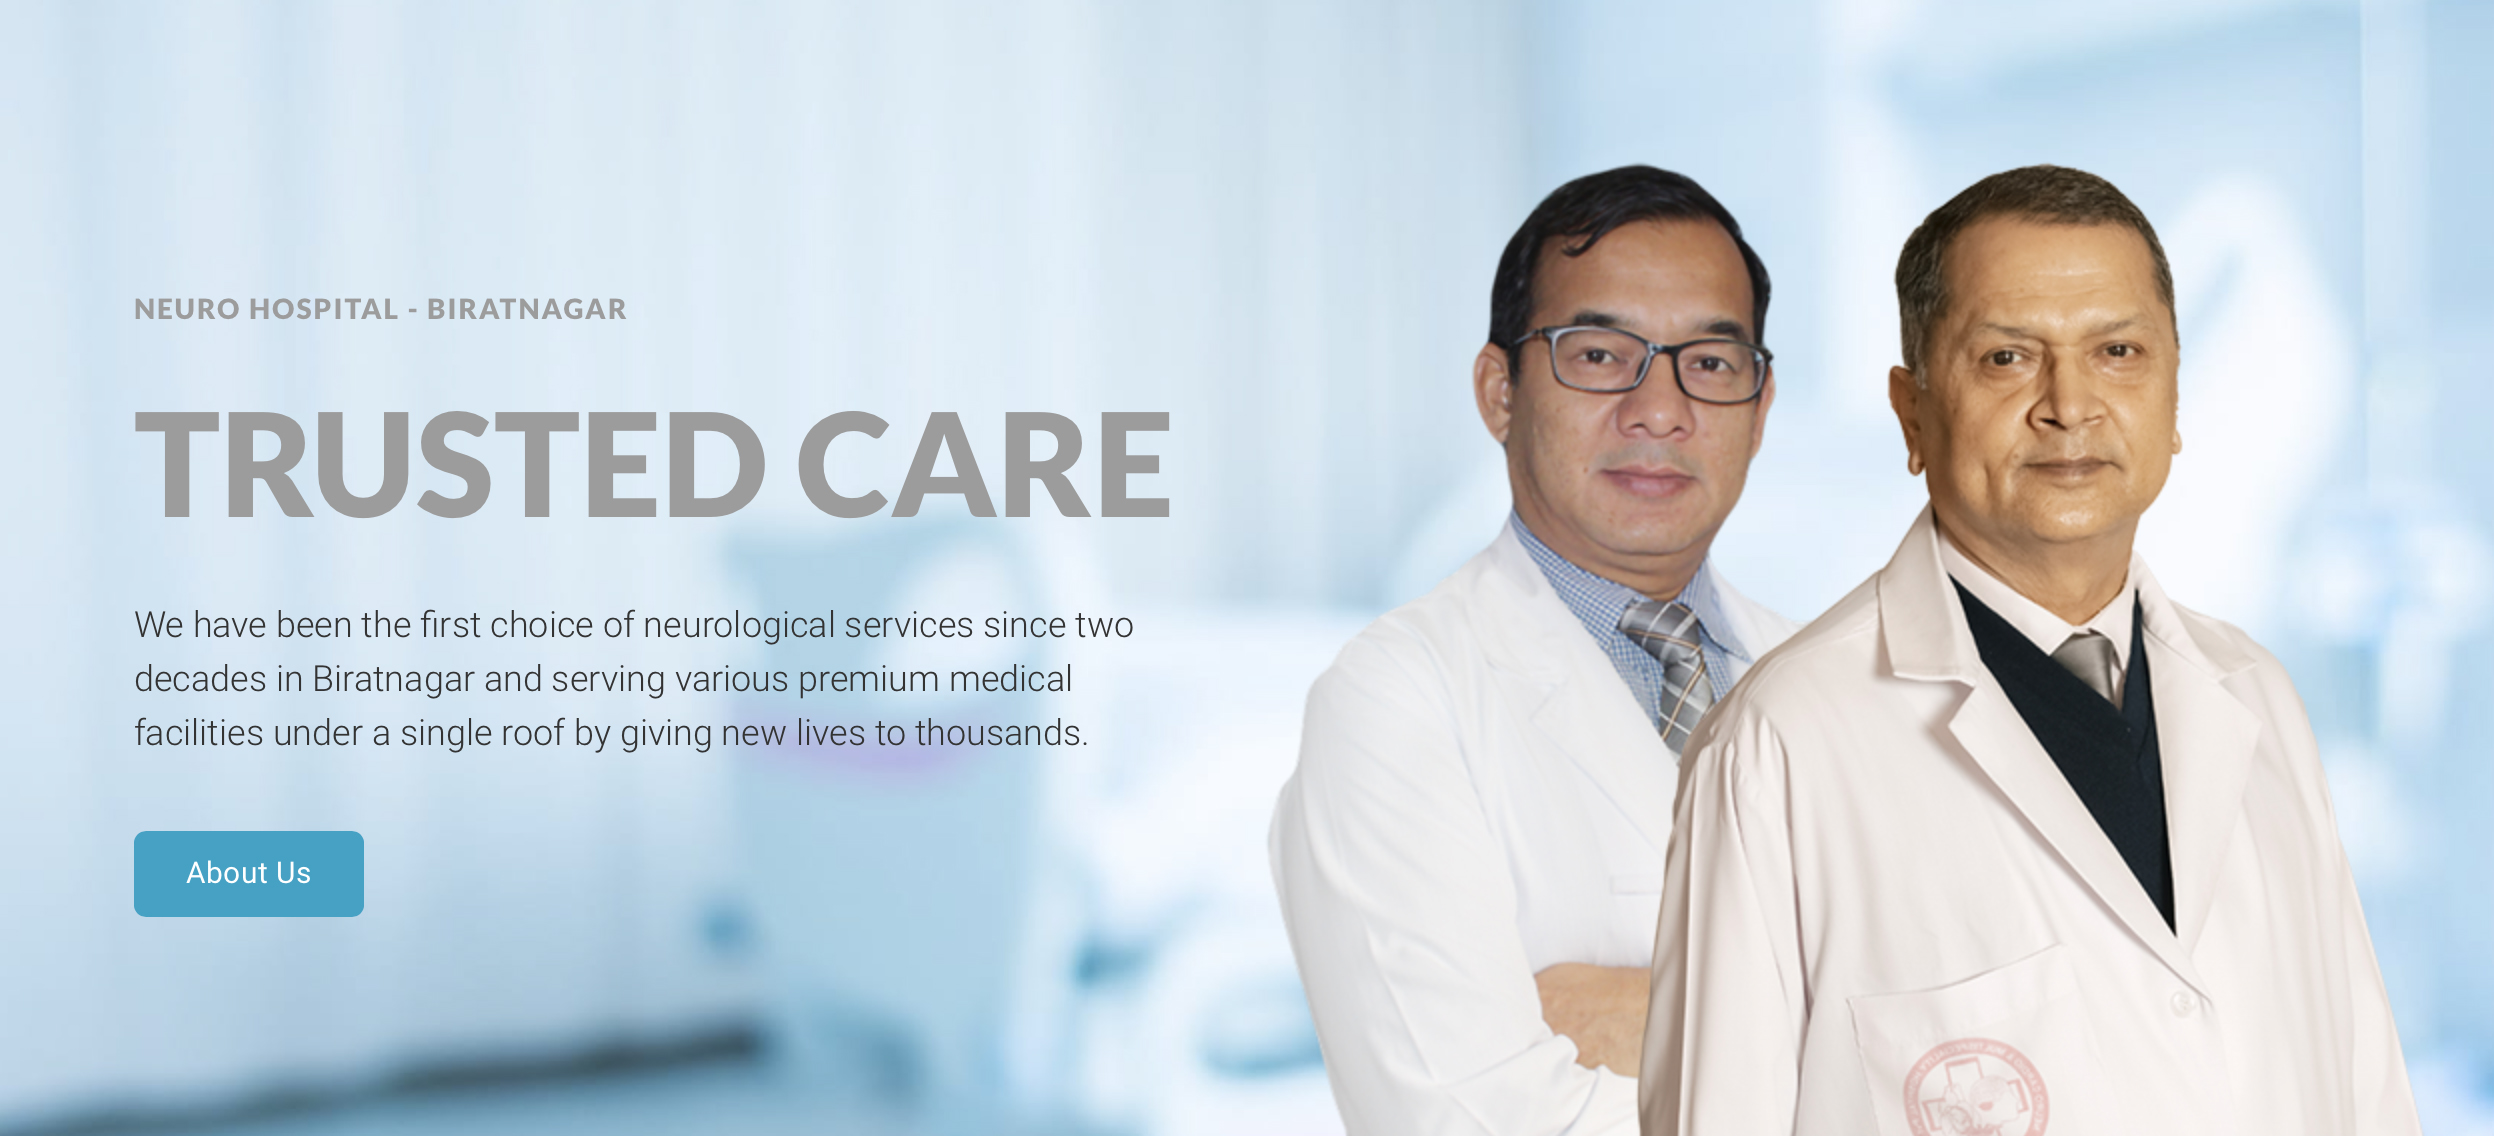 NEURO HOSPITAL - BIRATNAGAR
TRUSTED CARE
We have been the first choice of neurological services since two
decades in Biratnagar and serving various premium medical
facilities under a single roof by giving new lives to thousands.
About Us